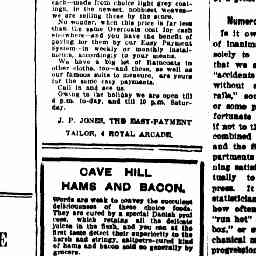 each—made from choice light grey coat-
ings, in the newest, nobbiest weaves—
we are selling these by the score.
No wonder, when this price is far less
than the same Overcoats cost for cash
elsewhere—and you have the benefit of
paying for them by our Easy Payment
System—in weekly or monthly instal-
ments, according to your means.
We have a big lot of Raincoats in
other cloths, too—and these, as well as
our famous suits to measure, are yours
for the same easy payments.
Call in and see us.
Owing to the holiday we are open till
p.m. to-day, and till 10 p.m. Satur-
day.
J. P. JONES, THE EASY-PAYMENT
TAILOR, 4 ROYAL ARCADE.
CAVE HILL
HAMS AND BACON.
Words are weak to convey the succulent
deliciousness of these choice foods.
They are cured by a special Danish prod
cess, which retains all the delicate
juices in the flesh, and you can at the
first taste detect their superiority to the
harsh and stringy, saltpetre-cured kind
of hams and bacon sold so generally by
grocers.
E
Numero
Is it ow
of inanim
solely to
that we a
"accidents
without
rails," so
or some p
fortunate
if not to th
combined
and the f
partments
ning satisf
tually to
press. It
statistician
how often
"run hot"
box," or s
chanical m
progression